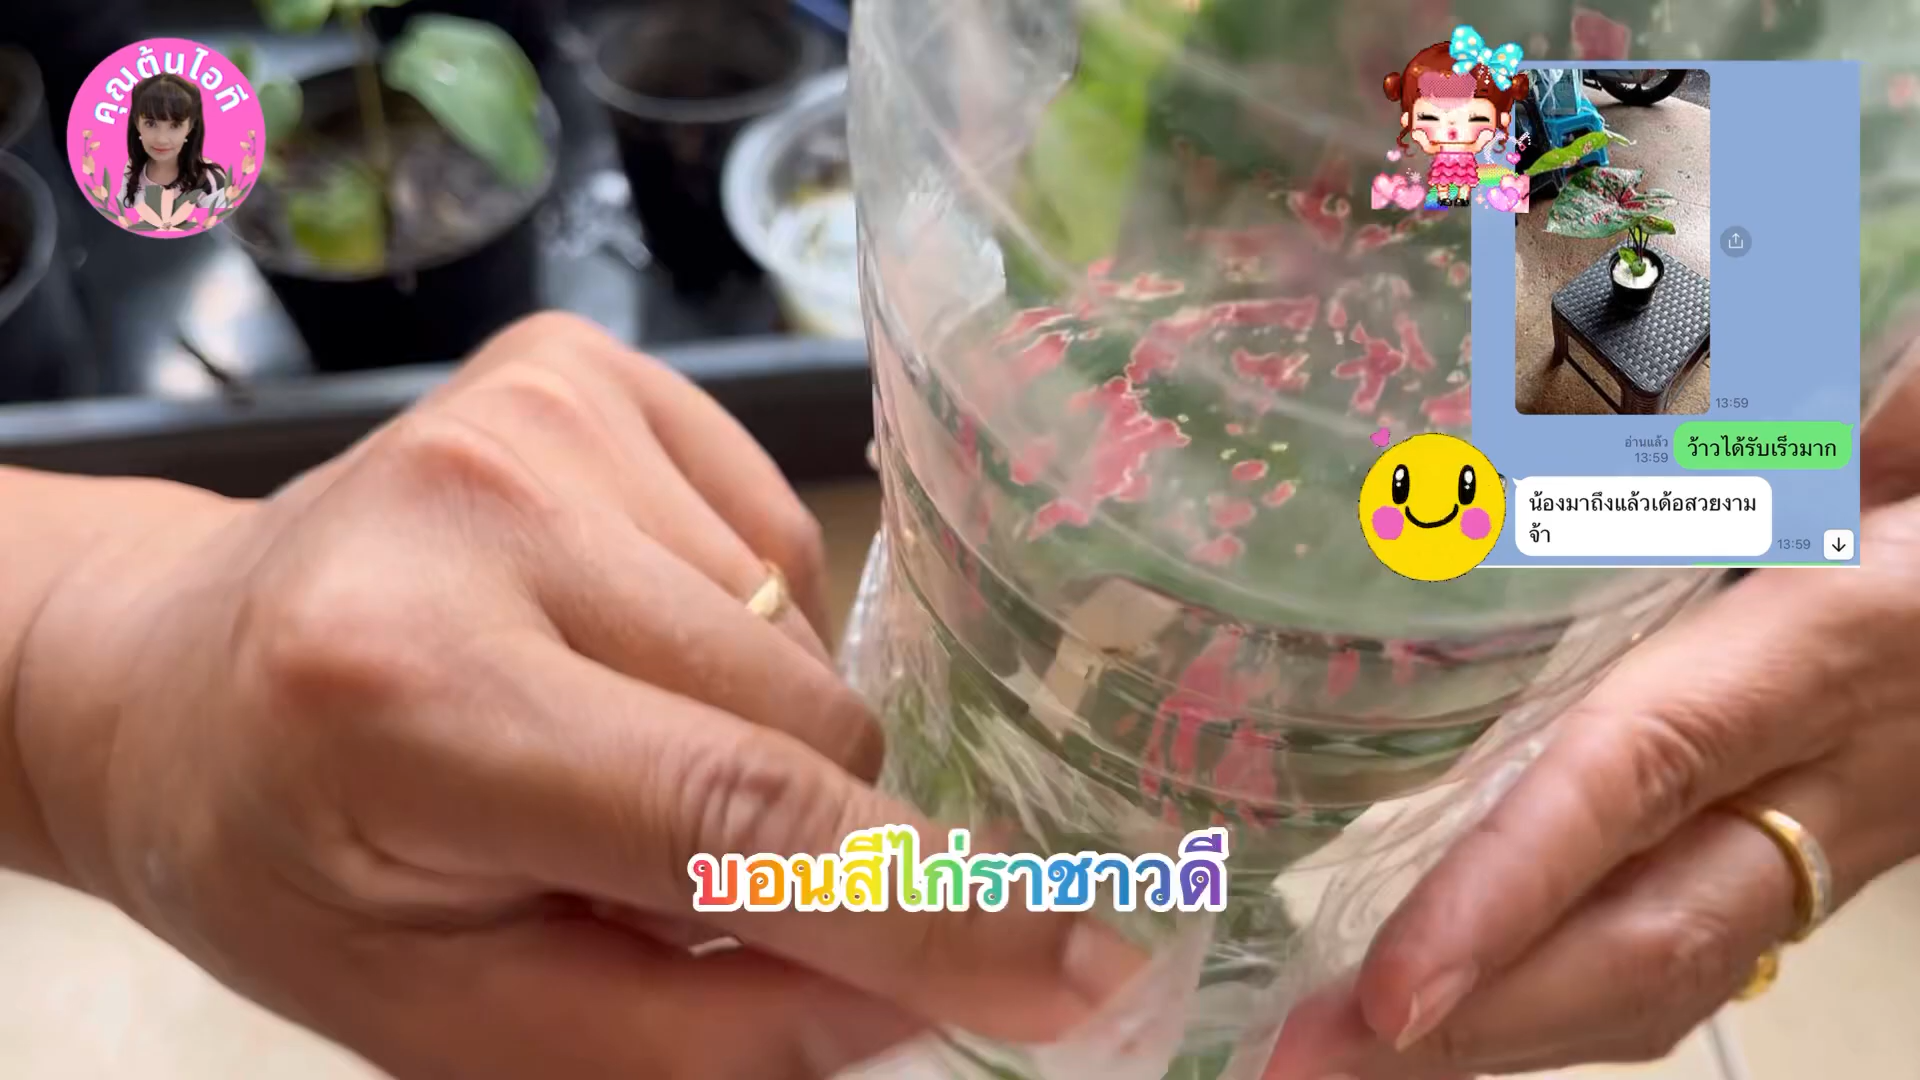 คุณต้นไอที
13:59
อ่านแล้ว
13:59
ว้าวได้รับเร็วมาก
น้องมาถึงแล้วเด้อสวยงาม
จ้า
13:59
บอนสีไก่ราชาวดี